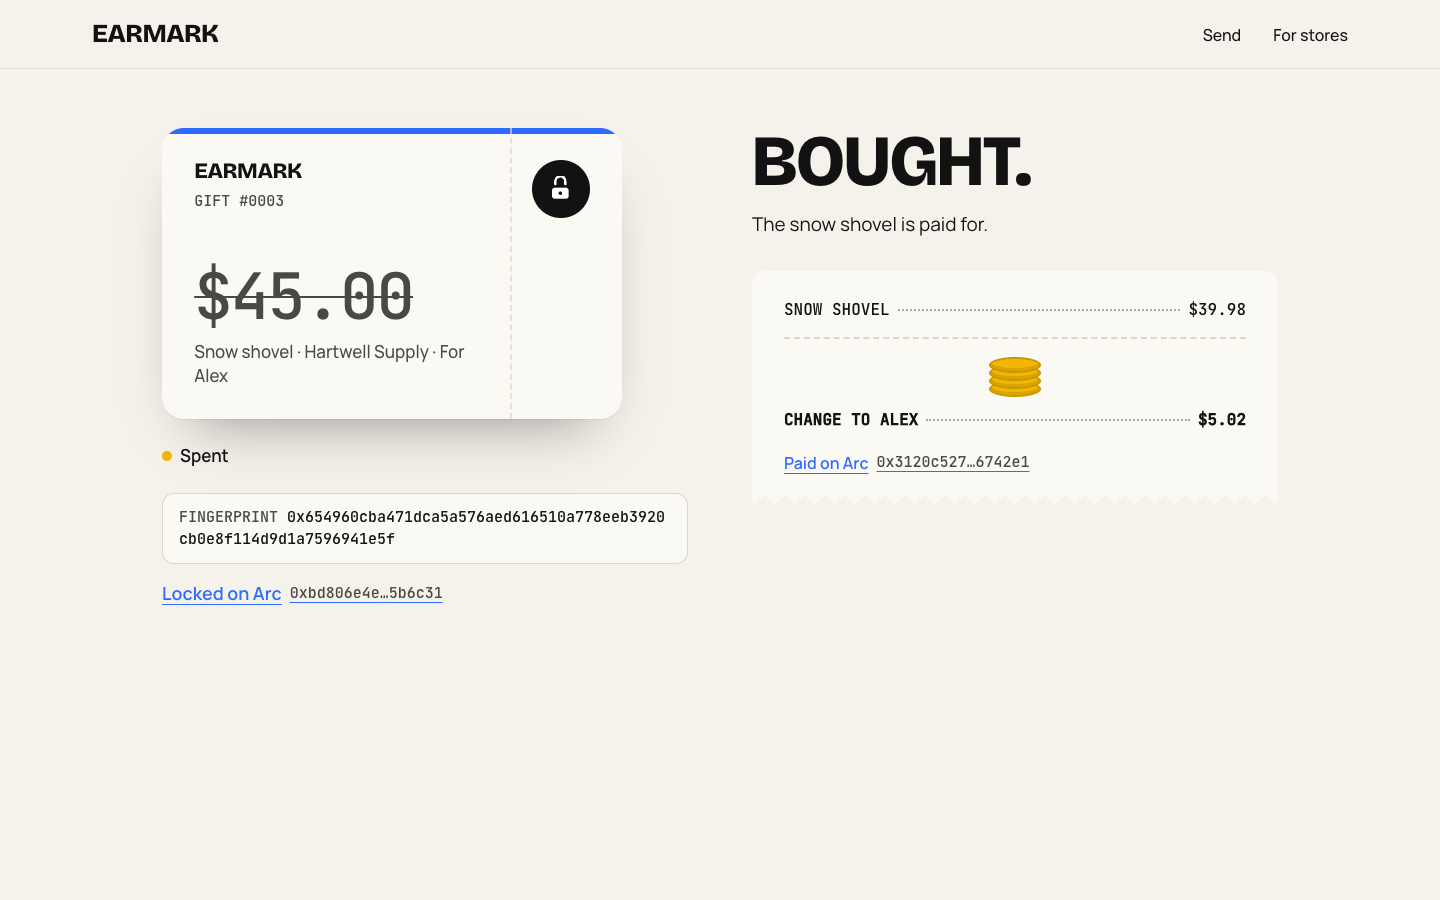 EARMARK
Send
For stores
EARMARK
GIFT #0003
$45.00
Snow shovel · Hartwell Supply · For
Alex
Spent
FINGERPRINT 0x654960cba471dca5a576aed616510a778eeb3920
cb0e8f114d9d1a7596941e5f
Locked on Arc 0xbd806e4e…5b6c31
BOUGHT.
The snow shovel is paid for.
SNOW SHOVEL $39.98
CHANGE TO ALEX $5.02
Paid on Arc 0x3120c527…6742e1